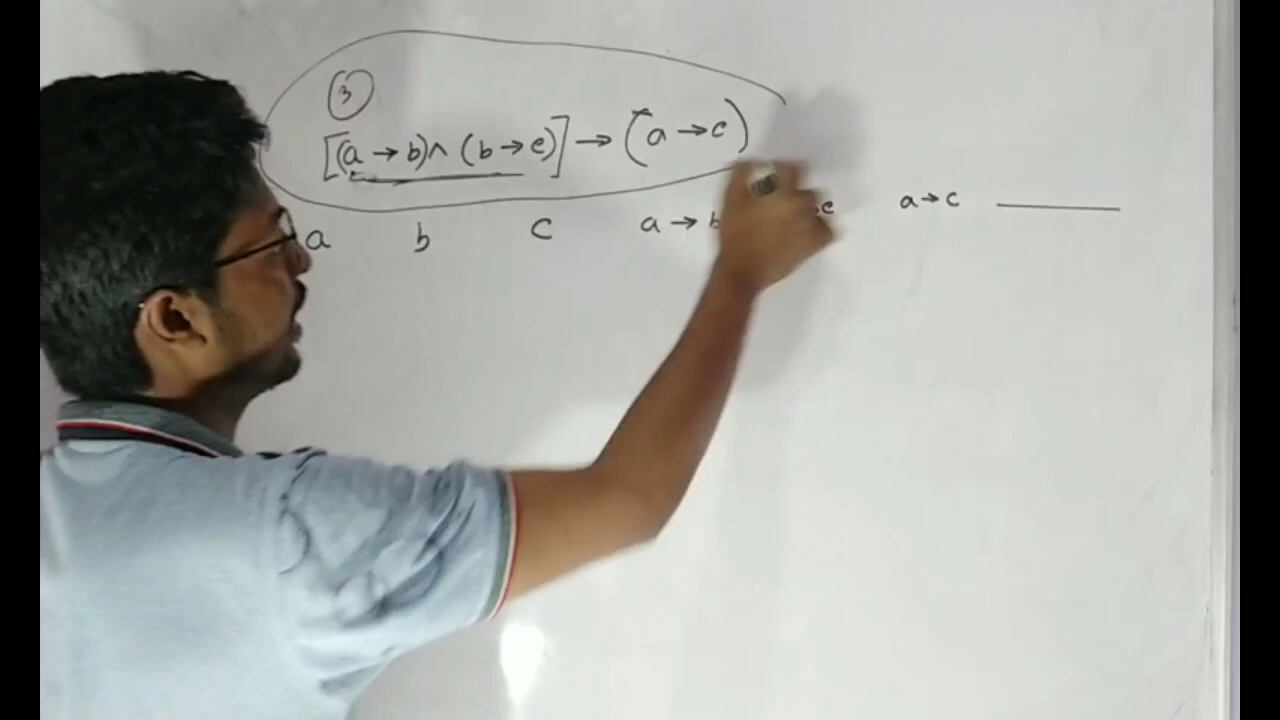 3
[(a → b) ∧ (b → c)] → (a → c)
a b c a → b c a → c